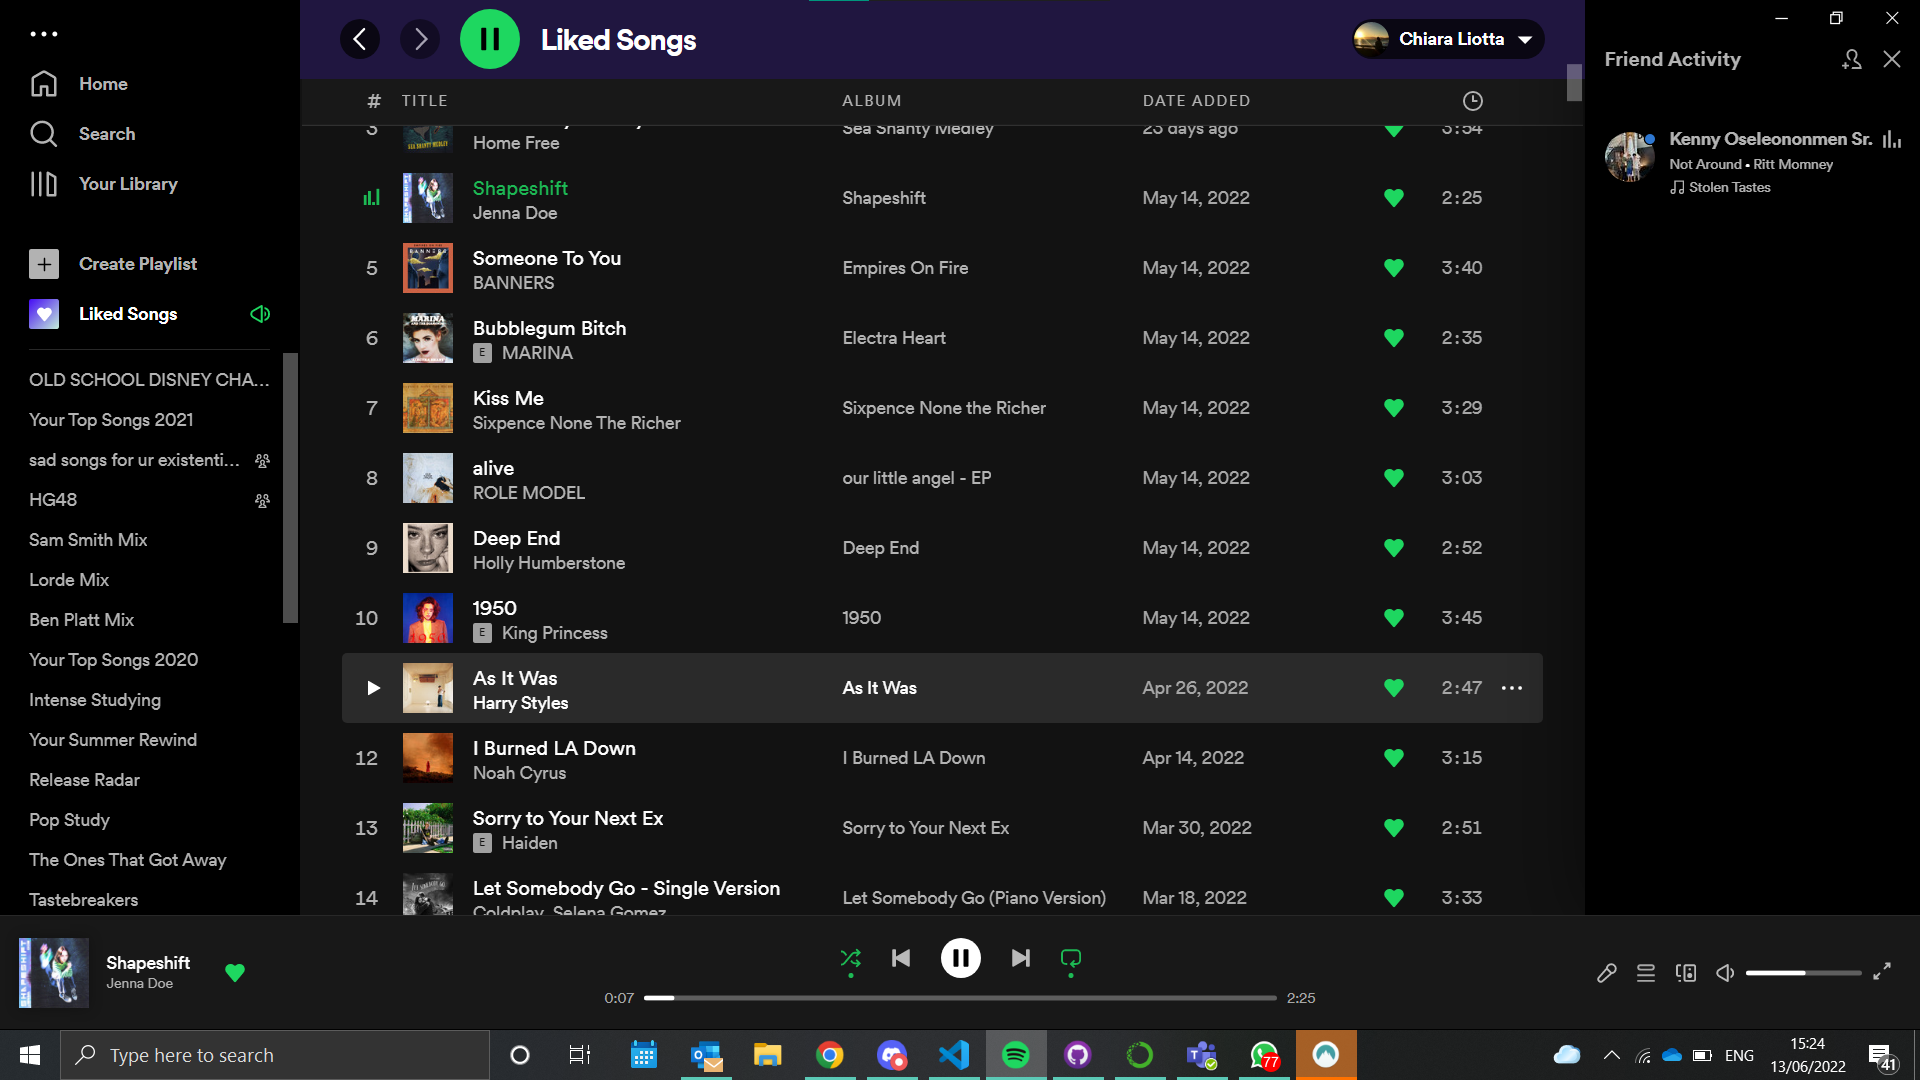 Home
Search
Your Library
Create Playlist
Liked Songs
OLD SCHOOL DISNEY CHA...
Your Top Songs 2021
sad songs for ur existenti...
HG48
Sam Smith Mix
Lorde Mix
Ben Platt Mix
Your Top Songs 2020
Intense Studying
Your Summer Rewind
Release Radar
Pop Study
The Ones That Got Away
Tastebreakers
Liked Songs
Chiara Liotta
# TITLE ALBUM DATE ADDED
3 Sea Shanty Medley 23 days ago 3:54
Home Free
Shapeshift
Jenna Doe
Shapeshift May 14, 2022 2:25
5 Someone To You
BANNERS
Empires On Fire May 14, 2022 3:40
6 Bubblegum Bitch
E MARINA
Electra Heart May 14, 2022 2:35
7 Kiss Me
Sixpence None The Richer
Sixpence None the Richer May 14, 2022 3:29
8 alive
ROLE MODEL
our little angel - EP May 14, 2022 3:03
9 Deep End
Holly Humberstone
Deep End May 14, 2022 2:52
10 1950
E King Princess
1950 May 14, 2022 3:45
As It Was
Harry Styles
As It Was Apr 26, 2022 2:47
12 I Burned LA Down
Noah Cyrus
I Burned LA Down Apr 14, 2022 3:15
13 Sorry to Your Next Ex
E Haiden
Sorry to Your Next Ex Mar 30, 2022 2:51
14 Let Somebody Go - Single Version
Coldplay, Selena Gomez
Let Somebody Go (Piano Version) Mar 18, 2022 3:33
Friend Activity
Kenny Oseleononmen Sr.
Not Around • Ritt Momney
Stolen Tastes
Shapeshift
Jenna Doe
0:07 2:25
Type here to search
77
ENG
15:24
13/06/2022
41